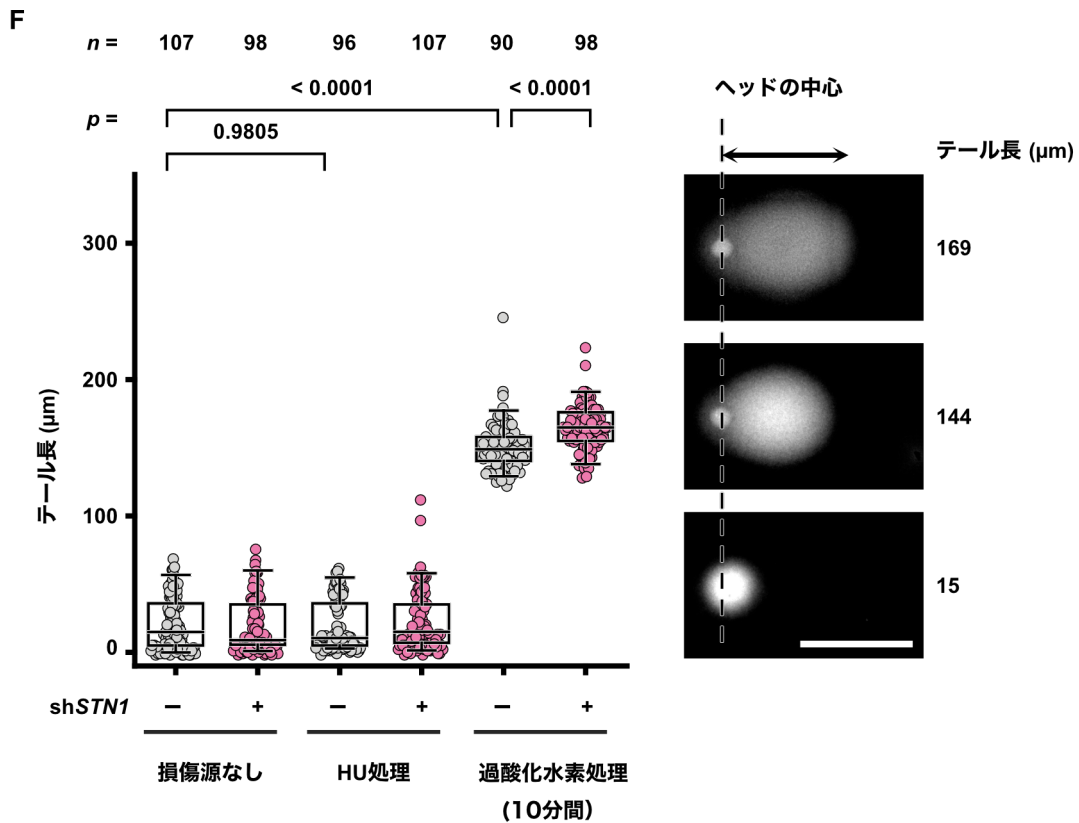 F
n = 107 98 96 107 90 98
< 0.0001 < 0.0001
p =
0.9805
ヘッドの中心
テール長 (μm)
300
200
100
0
テール長 (μm)
169
144
15
shSTN1 – + – + – +
損傷源なし HU処理 過酸化水素処理
(10分間)